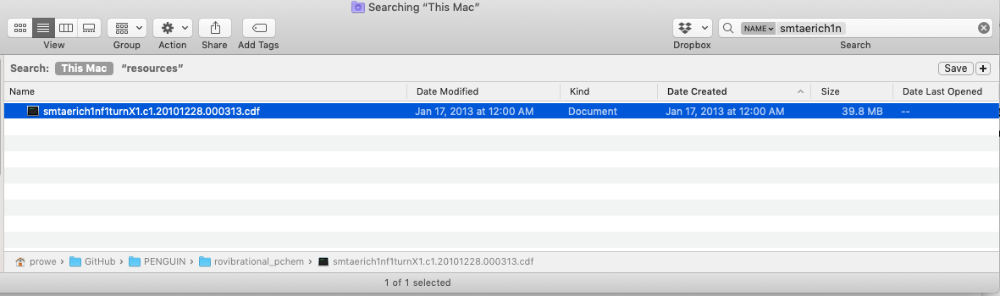 Searching “This Mac”
View Group Action Share Add Tags Dropbox NAME smtaerich1n Search
Search: This Mac “resources” Save +
Name Date Modified Kind Date Created Size Date Last Opened
smtaerich1nf1turnX1.c1.20101228.000313.cdf Jan 17, 2013 at 12:00 AM Document Jan 17, 2013 at 12:00 AM 39.8 MB --
prowe › GitHub › PENGUIN › rovibrational_pchem › smtaerich1nf1turnX1.c1.20101228.000313.cdf
1 of 1 selected